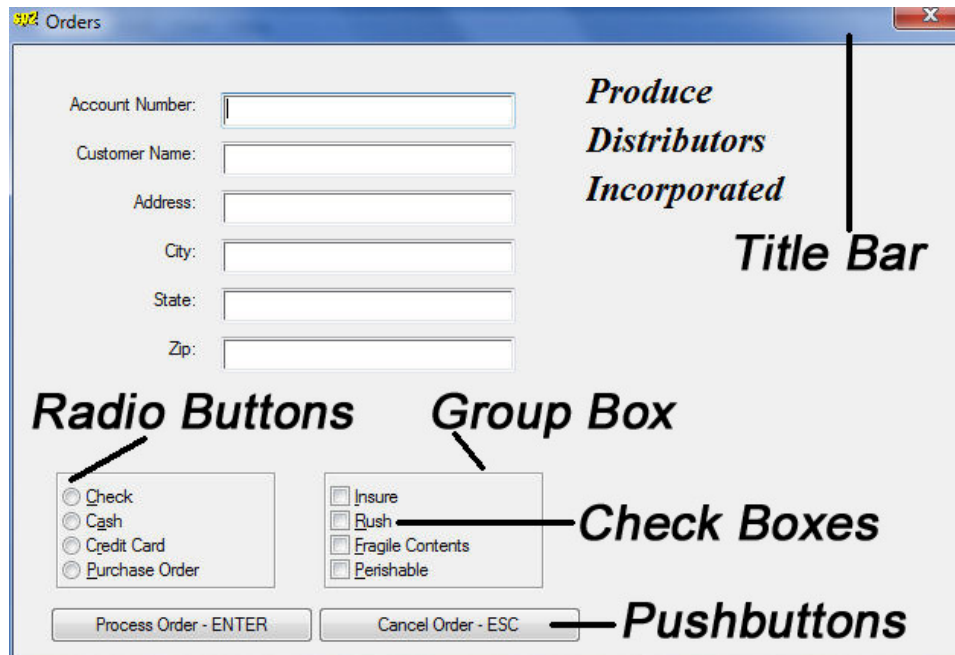 Orders
Account Number:
Produce
Customer Name:
Distributors
Address:
Incorporated
City:
Title Bar
State:
Zip:
Radio Buttons
Group Box
Check
Insure
Cash
Rush
Check Boxes
Credit Card
Fragile Contents
Purchase Order
Perishable
Process Order - ENTER
Cancel Order - ESC
Pushbuttons